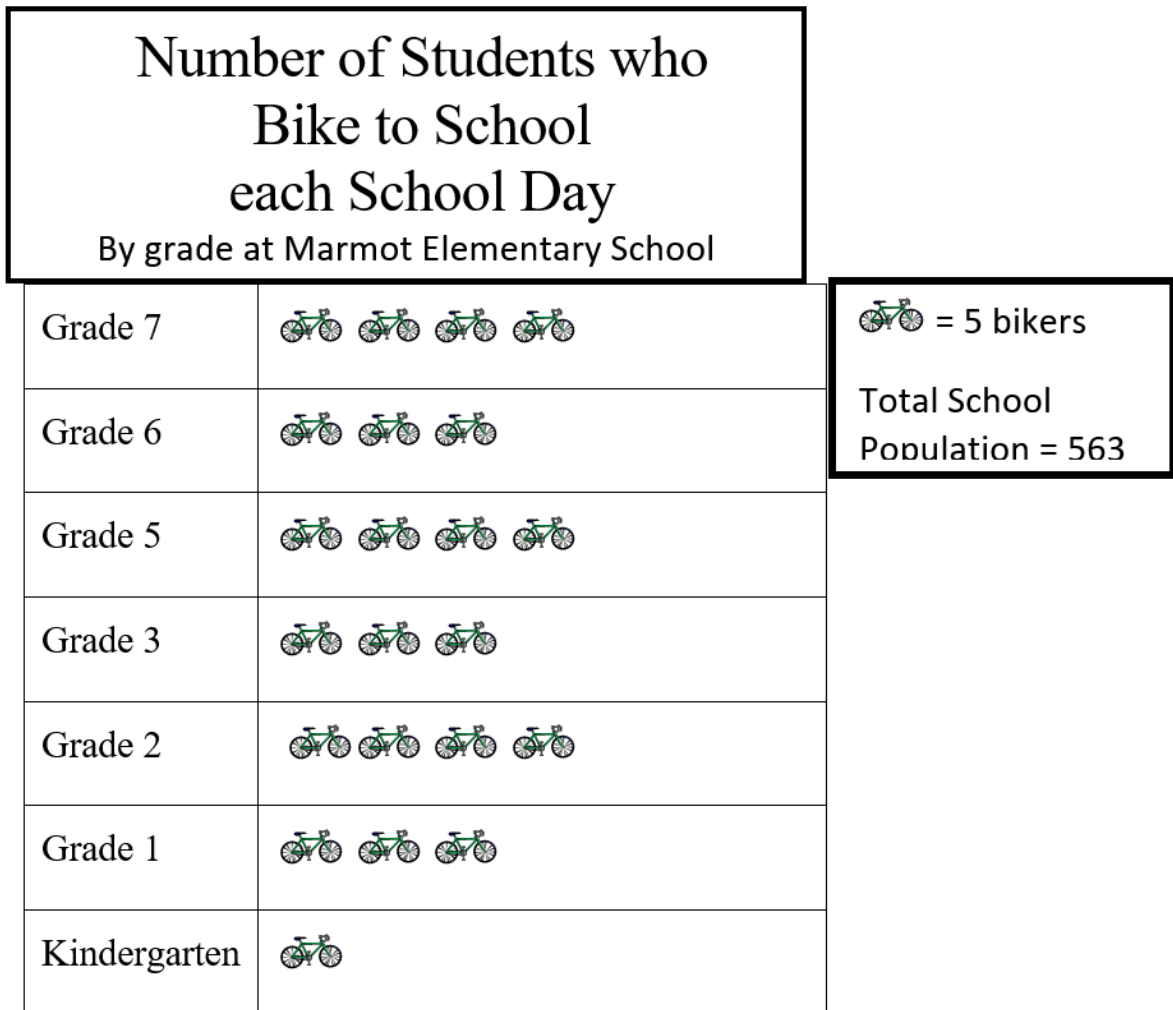 Number of Students who
Bike to School
each School Day
By grade at Marmot Elementary School
Grade 7
= 5 bikers
Total School
Population = 563
Grade 6
Grade 5
Grade 3
Grade 2
Grade 1
Kindergarten